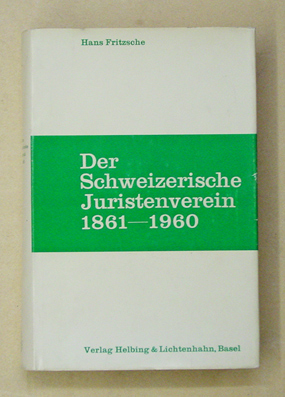 Hans Fritzsche
Der
Schweizerische
Juristenverein
1861—1960
Verlag Helbing & Lichtenhahn, Basel